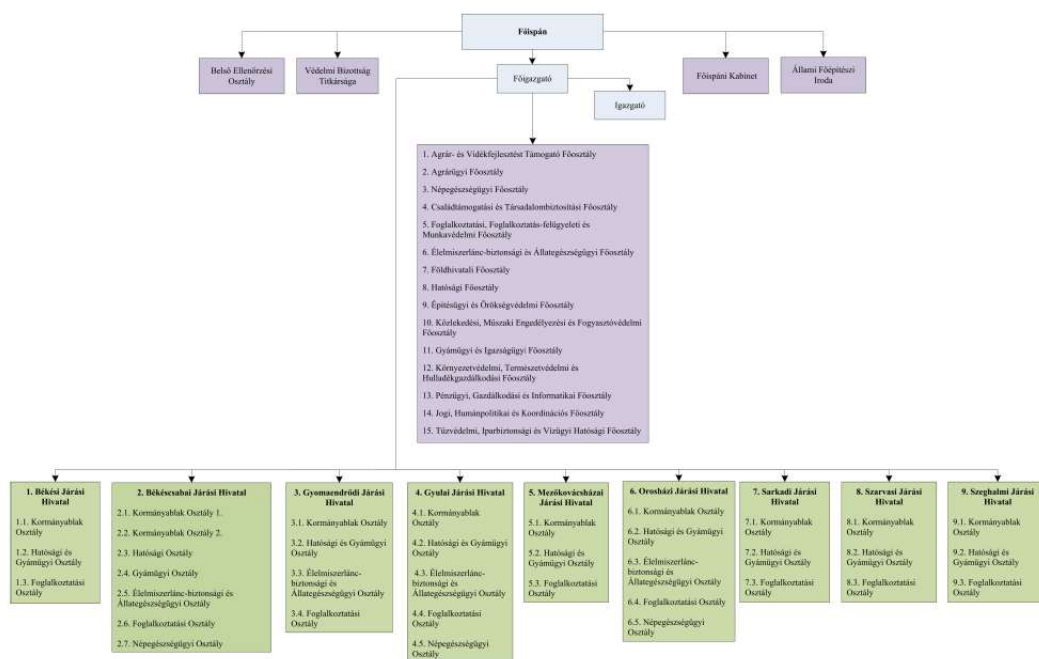 Főispán
Belső Ellenőrzési
Osztály
Védelmi Bizottság
Titkársága
Főigazgató
Igazgató
Főispáni Kabinet
Állami Főépítészi
Iroda
1. Agrár- és Vidékfejlesztést Támogató Főosztály
2. Agrárügyi Főosztály
3. Népegészségügyi Főosztály
4. Családtámogatási és Társadalombiztosítási Főosztály
5. Foglalkoztatási, Foglalkoztatás-felügyeleti és
Munkavédelmi Főosztály
6. Élelmiszerlánc-biztonsági és Állategészségügyi Főosztály
7. Földhivatali Főosztály
8. Hatósági Főosztály
9. Építésügyi és Örökségvédelmi Főosztály
10. Közlekedési, Műszaki Engedélyezési és Fogyasztóvédelmi
Főosztály
11. Gyámügyi és Igazságügyi Főosztály
12. Környezetvédelmi, Természetvédelmi és
Hulladékgazdálkodási Főosztály
13. Pénzügyi, Gazdálkodási és Informatikai Főosztály
14. Jogi, Humánpolitikai és Koordinációs Főosztály
15. Tűzvédelmi, Iparbiztonsági és Vízügyi Hatósági Főosztály
1. Békési Járási
Hivatal
1.1. Kormányablak
Osztály
1.2. Hatósági és
Gyámügyi Osztály
1.3. Foglalkoztatási
Osztály
2. Békéscsabai Járási Hivatal
2.1. Kormányablak Osztály 1.
2.2. Kormányablak Osztály 2.
2.3. Hatósági Osztály
2.4. Gyámügyi Osztály
2.5. Élelmiszerlánc-biztonsági és
Állategészségügyi Osztály
2.6. Foglalkoztatási Osztály
2.7. Népegészségügyi Osztály
3. Gyomaendrődi Járási
Hivatal
3.1. Kormányablak Osztály
3.2. Hatósági és Gyámügyi
Osztály
3.3. Élelmiszerlánc-
biztonsági és
Állategészségügyi Osztály
3.4. Foglalkoztatási
Osztály
4. Gyulai Járási
Hivatal
4.1. Kormányablak
Osztály
4.2. Hatósági és Gyámügyi
Osztály
4.3. Élelmiszerlánc-
biztonsági és
Állategészségügyi Osztály
4.4. Foglalkoztatási
Osztály
4.5. Népegészségügyi
Osztály
5. Mezőkovácsházai
Járási Hivatal
5.1. Kormányablak
Osztály
5.2. Hatósági és
Gyámügyi Osztály
5.3. Foglalkoztatási
Osztály
6. Orosházi Járási
Hivatal
6.1. Kormányablak Osztály
6.2. Hatósági és Gyámügyi
Osztály
6.3. Élelmiszerlánc-
biztonsági és
Állategészségügyi Osztály
6.4. Foglalkoztatási Osztály
6.5. Népegészségügyi
Osztály
7. Sarkadi Járási
Hivatal
7.1. Kormányablak
Osztály
7.2. Hatósági és
Gyámügyi Osztály
7.3. Foglalkoztatási
Osztály
8. Szarvasi Járási
Hivatal
8.1. Kormányablak
Osztály
8.2. Hatósági és
Gyámügyi Osztály
8.3. Foglalkoztatási
Osztály
9. Szeghalmi Járási
Hivatal
9.1. Kormányablak
Osztály
9.2. Hatósági és
Gyámügyi Osztály
9.3. Foglalkoztatási
Osztály